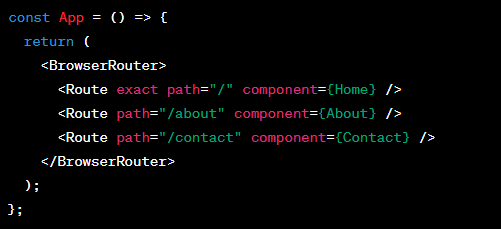 const App = () => {
  return (
    <BrowserRouter>
      <Route exact path="/" component={Home} />
      <Route path="/about" component={About} />
      <Route path="/contact" component={Contact} />
    </BrowserRouter>
  );
};